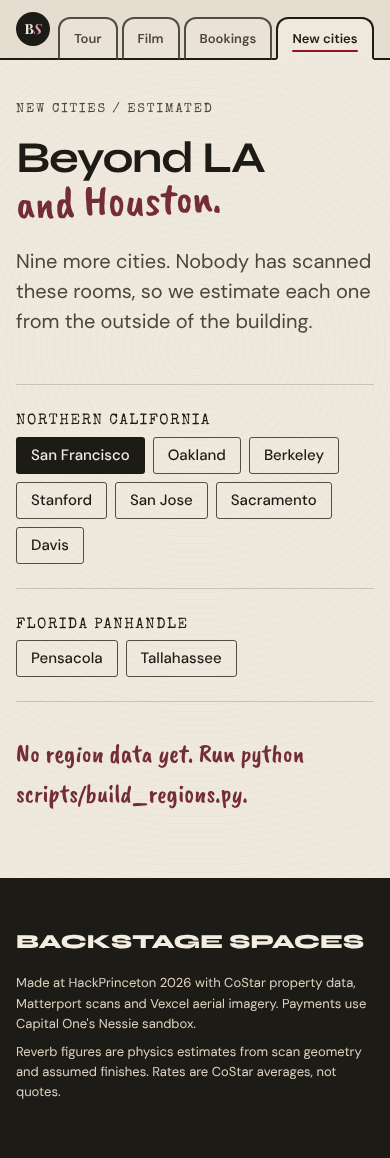 BS
Tour
Film
Bookings
New cities
NEW CITIES / ESTIMATED
Beyond LA
and Houston.
Nine more cities. Nobody has scanned
these rooms, so we estimate each one
from the outside of the building.
NORTHERN CALIFORNIA
San Francisco
Oakland
Berkeley
Stanford
San Jose
Sacramento
Davis
FLORIDA PANHANDLE
Pensacola
Tallahassee
No region data yet. Run python
scripts/build_regions.py.
BACKSTAGE SPACES
Made at HackPrinceton 2026 with CoStar property data,
Matterport scans and Vexcel aerial imagery. Payments use
Capital One's Nessie sandbox.
Reverb figures are physics estimates from scan geometry
and assumed finishes. Rates are CoStar averages, not
quotes.